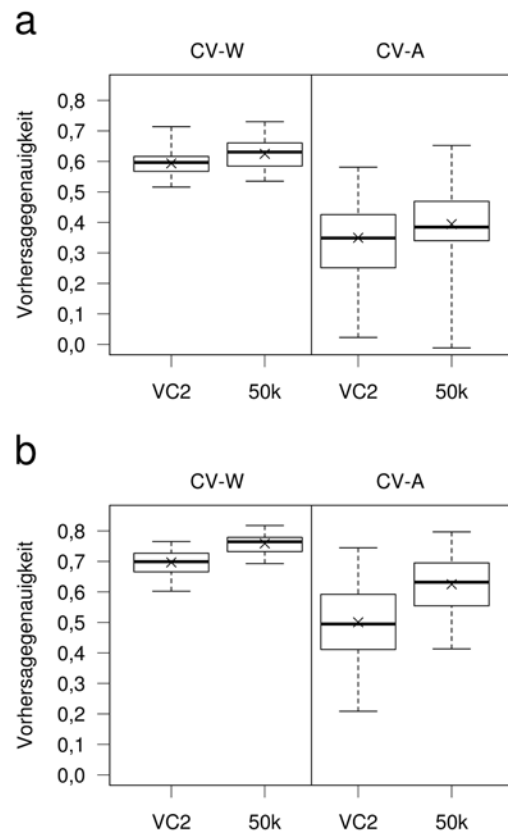 a
CV-W CV-A
Vorhersagegenauigkeit
0,8
0,7
0,6
0,5
0,4
0,3
0,2
0,1
0,0
VC2 50k VC2 50k
b
CV-W CV-A
Vorhersagegenauigkeit
0,8
0,7
0,6
0,5
0,4
0,3
0,2
0,1
0,0
VC2 50k VC2 50k